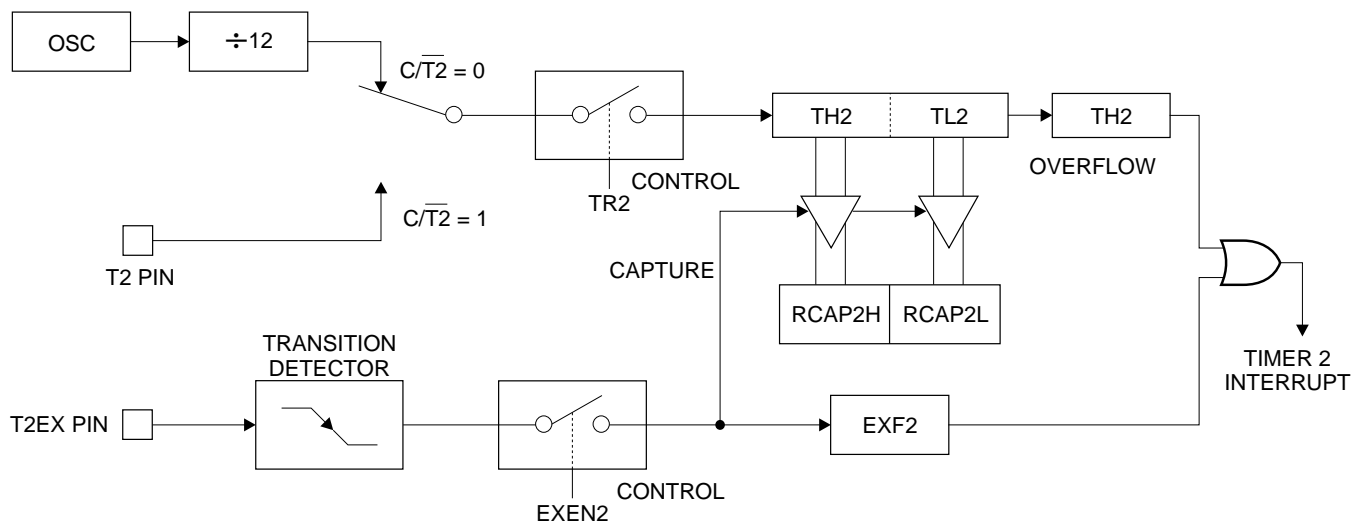 OSC
÷12
C/T2 = 0
TH2
TL2
TH2
OVERFLOW
CONTROL
TR2
C/T2 = 1
T2 PIN
CAPTURE
RCAP2H
RCAP2L
TRANSITION
DETECTOR
TIMER 2
INTERRUPT
T2EX PIN
EXF2
CONTROL
EXEN2